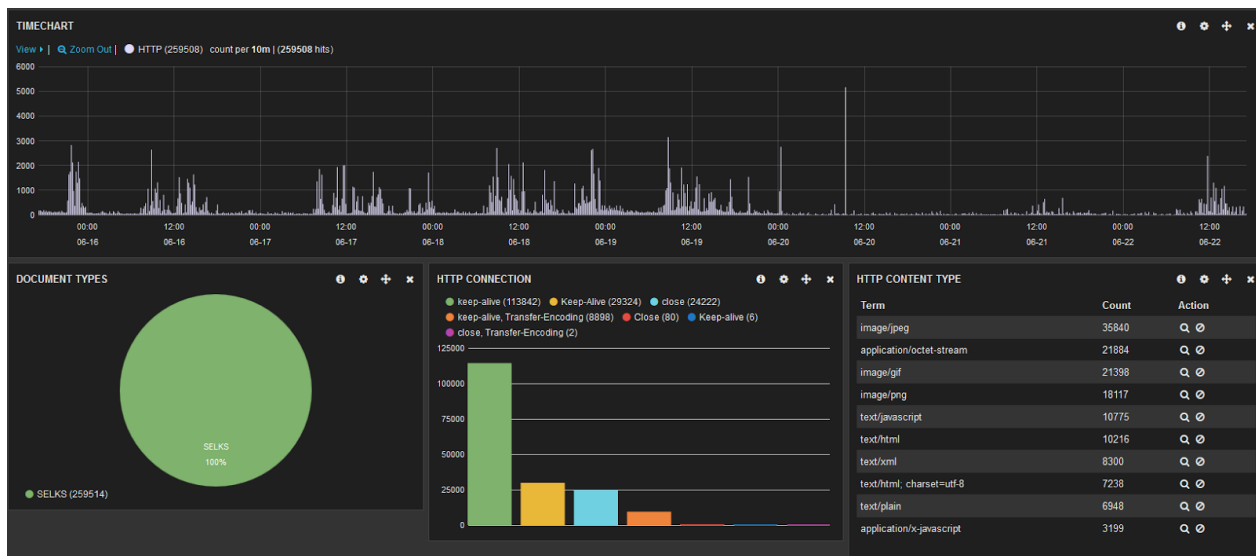 TIMECHART
View | Zoom Out | HTTP (259508) count per 10m | (259508 hits)
6000
5000
4000
3000
2000
1000
0
00:00 12:00 00:00 12:00 00:00 12:00 00:00 12:00 00:00 12:00 00:00 12:00 00:00 12:00
06-16 06-16 06-17 06-17 06-18 06-18 06-19 06-19 06-20 06-20 06-21 06-21 06-22 06-22
DOCUMENT TYPES
SELKS
100%
SELKS (259514)
HTTP CONNECTION
keep-alive (113842) Keep-Alive (29324) close (24222)
keep-alive, Transfer-Encoding (8898) Close (80) Keep-alive (6)
close, Transfer-Encoding (2)
125000
100000
75000
50000
25000
0
HTTP CONTENT TYPE
Term Count Action
image/jpeg 35840
application/octet-stream 21884
image/gif 21398
image/png 18117
text/javascript 10775
text/html 10216
text/xml 8300
text/html; charset=utf-8 7238
text/plain 6948
application/x-javascript 3199